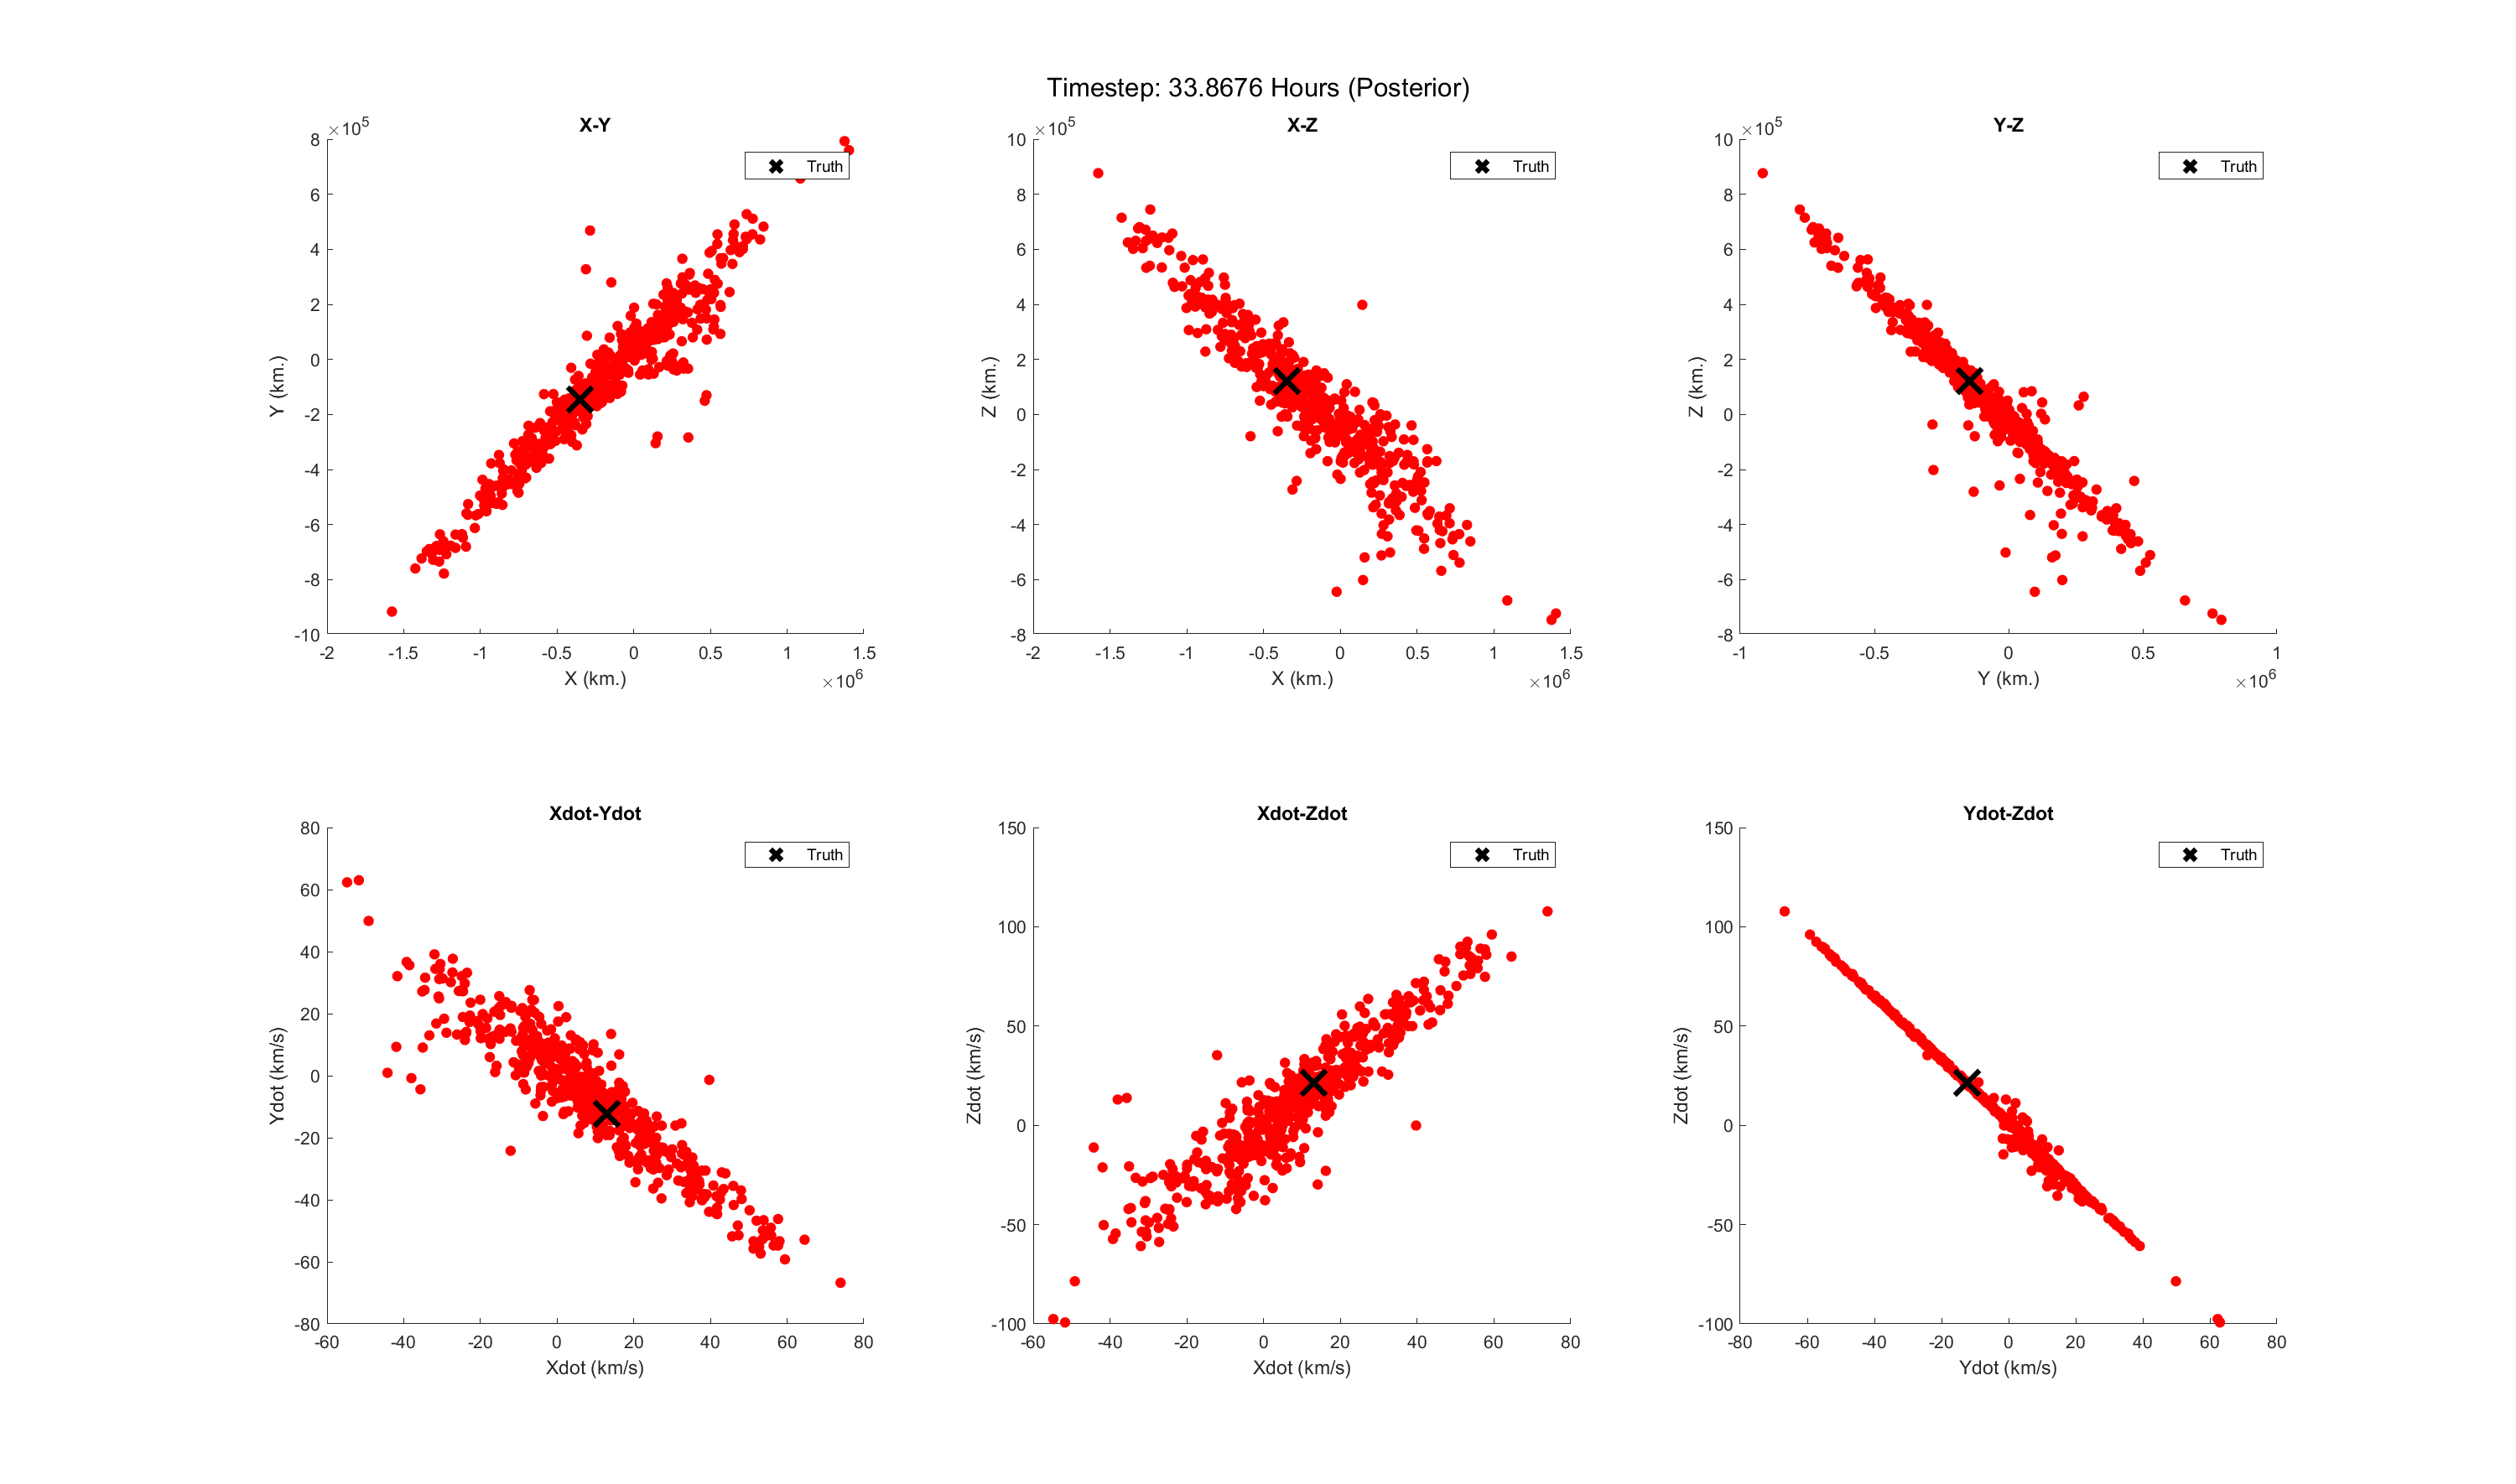 Timestep: 33.8676 Hours (Posterior)
X-Y
×10^5
8
6
4
2
0
-2
-4
-6
-8
-10
Y (km.)
Truth
-2 -1.5 -1 -0.5 0 0.5 1 1.5
X (km.)
×10^6
X-Z
×10^5
10
8
6
4
2
0
-2
-4
-6
-8
Z (km.)
Truth
-2 -1.5 -1 -0.5 0 0.5 1 1.5
X (km.)
×10^6
Y-Z
×10^5
10
8
6
4
2
0
-2
-4
-6
-8
Z (km.)
Truth
-1 -0.5 0 0.5 1
Y (km.)
×10^6
Xdot-Ydot
80
60
40
20
0
-20
-40
-60
-80
Ydot (km/s)
Truth
-60 -40 -20 0 20 40 60 80
Xdot (km/s)
Xdot-Zdot
150
100
50
0
-50
-100
Zdot (km/s)
Truth
-60 -40 -20 0 20 40 60 80
Xdot (km/s)
Ydot-Zdot
150
100
50
0
-50
-100
Zdot (km/s)
Truth
-80 -60 -40 -20 0 20 40 60 80
Ydot (km/s)